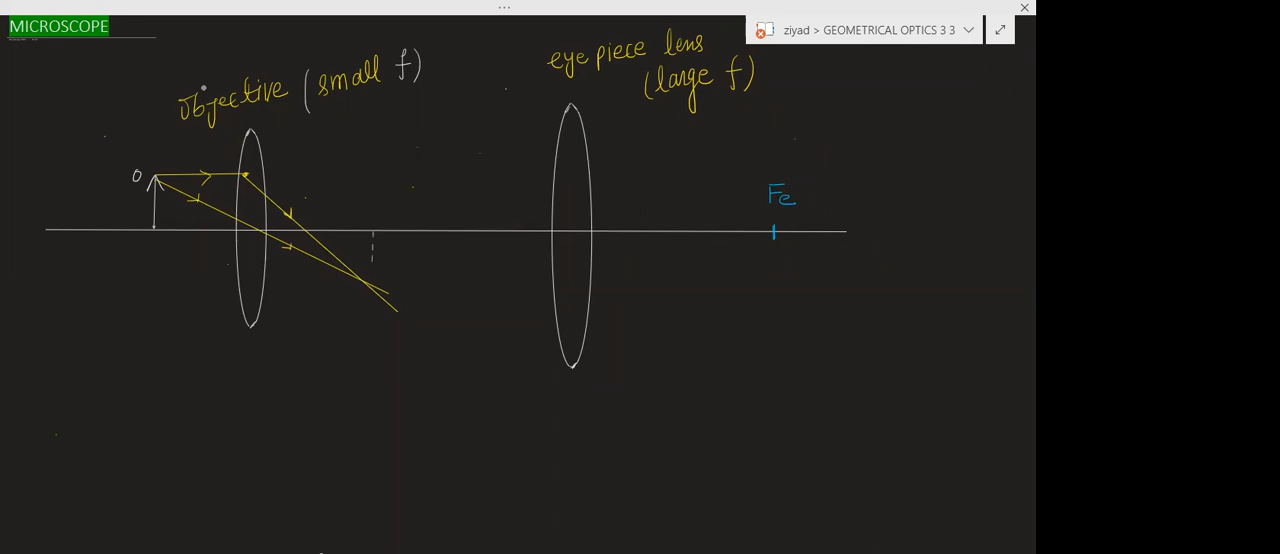 MICROSCOPE
ziyad > GEOMETRICAL OPTICS 3 3
objective (small f)
eye piece lens
(large f)
O
Fe